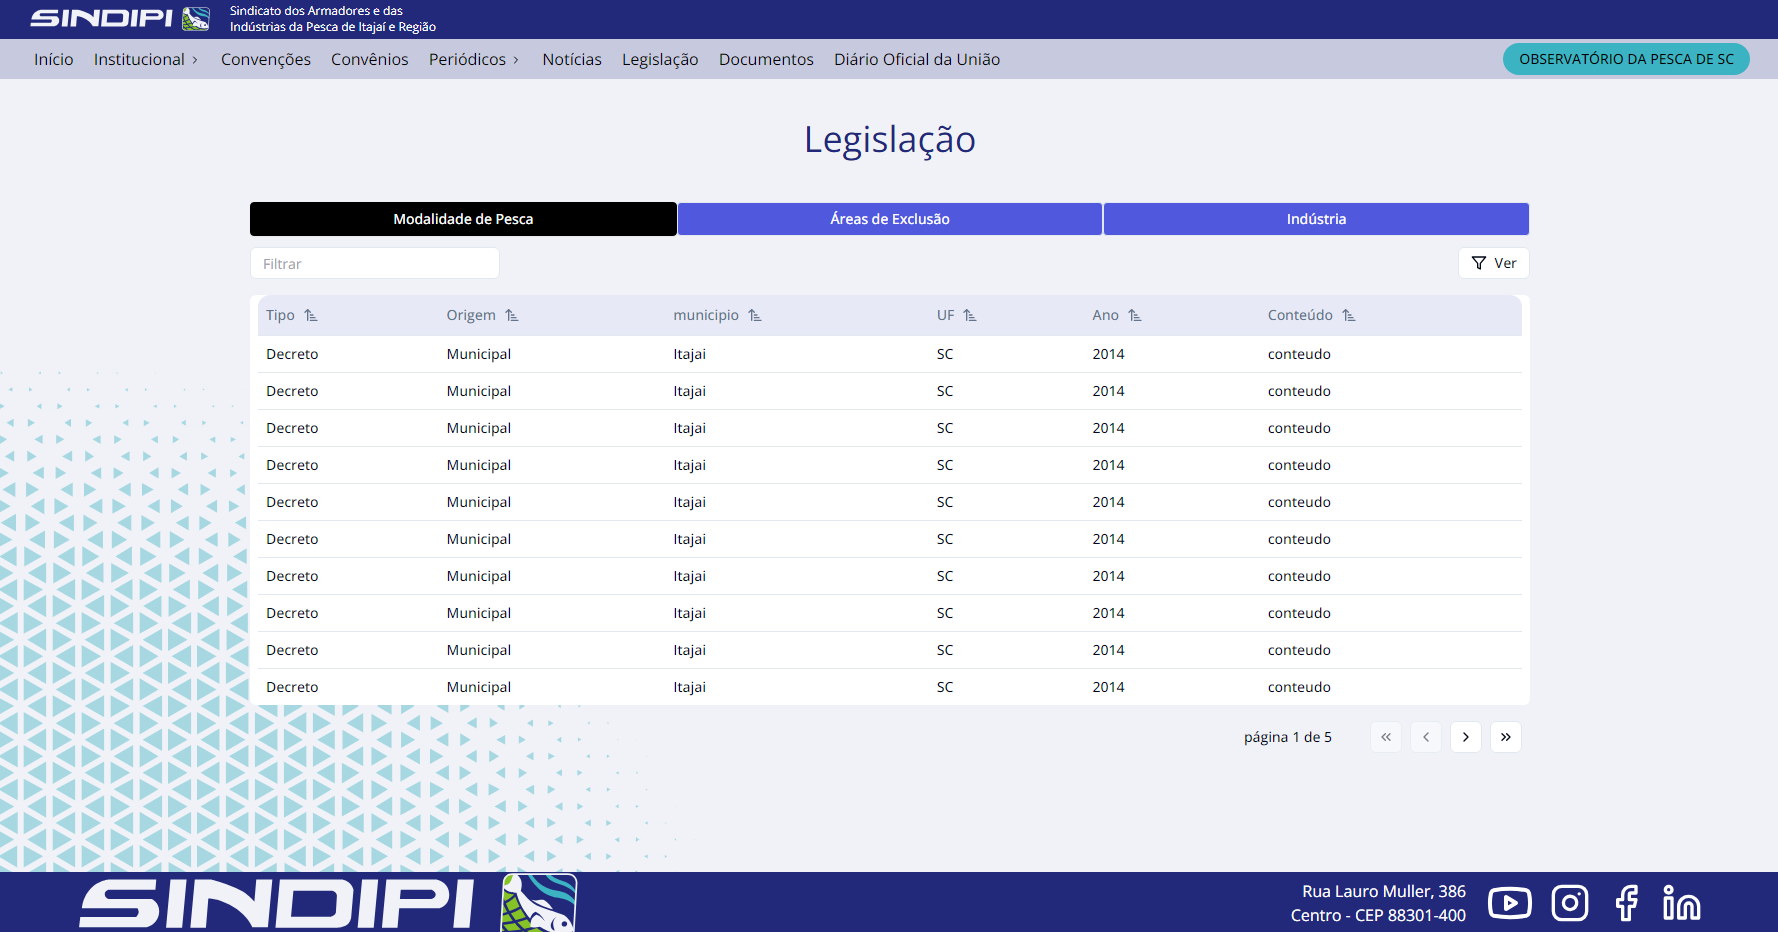 SINDIPI
Sindicato dos Armadores e das
Indústrias da Pesca de Itajaí e Região
Início Institucional Convenções Convênios Periódicos Notícias Legislação Documentos Diário Oficial da União OBSERVATÓRIO DA PESCA DE SC
Legislação
Modalidade de Pesca Áreas de Exclusão Indústria
Filtrar Ver
Tipo Origem municipio UF Ano Conteúdo
Decreto Municipal Itajai SC 2014 conteudo
Decreto Municipal Itajai SC 2014 conteudo
Decreto Municipal Itajai SC 2014 conteudo
Decreto Municipal Itajai SC 2014 conteudo
Decreto Municipal Itajai SC 2014 conteudo
Decreto Municipal Itajai SC 2014 conteudo
Decreto Municipal Itajai SC 2014 conteudo
Decreto Municipal Itajai SC 2014 conteudo
Decreto Municipal Itajai SC 2014 conteudo
Decreto Municipal Itajai SC 2014 conteudo
página 1 de 5
SINDIPI
Rua Lauro Muller, 386
Centro - CEP 88301-400